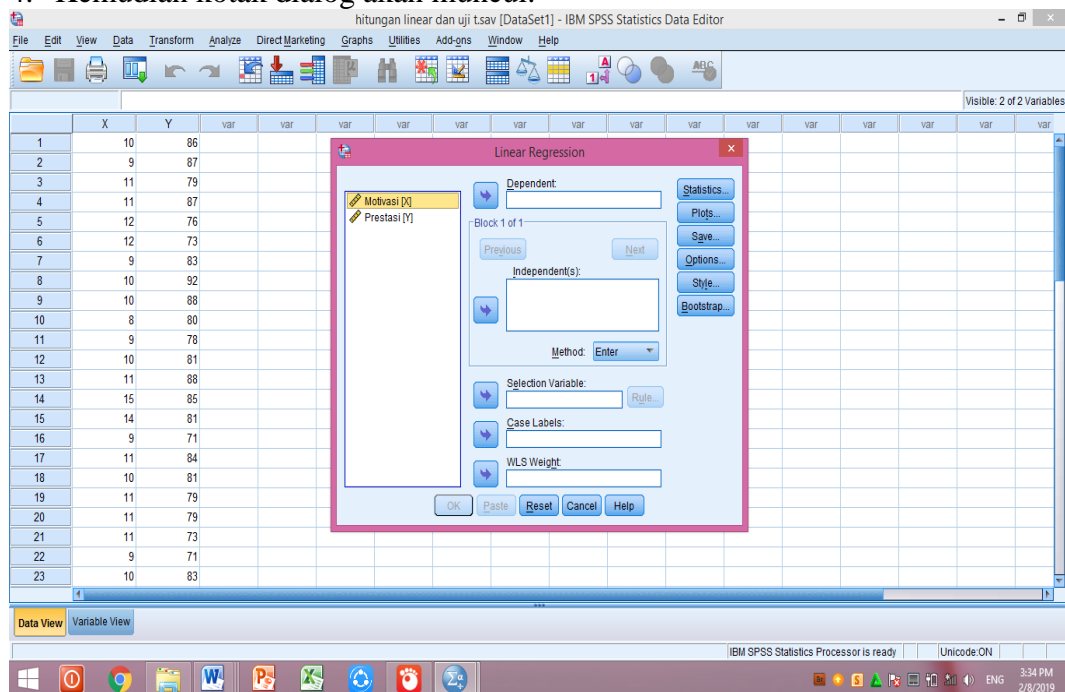 4. Kemudian kotak dialog akan muncul.
hitungan linear dan uji t.sav [DataSet1] - IBM SPSS Statistics Data Editor
File Edit View Data Transform Analyze Direct Marketing Graphs Utilities Add-ons Window Help
Visible: 2 of 2 Variables
X Y var var var var var var var var var var var var var var var
1 10 86
2 9 87
3 11 79
4 11 87
5 12 76
6 12 73
7 9 83
8 10 92
9 10 88
10 8 80
11 9 78
12 10 81
13 11 88
14 15 85
15 14 81
16 9 71
17 11 84
18 10 81
19 11 79
20 11 79
21 11 73
22 9 71
23 10 83
Linear Regression
Motivasi [X]
Prestasi [Y]
Dependent:
Block 1 of 1
Previous Next
Independent(s):
Method: Enter
Selection Variable:
Rule...
Case Labels:
WLS Weight:
Statistics...
Plots...
Save...
Options...
Style...
Bootstrap...
OK Paste Reset Cancel Help
Data View Variable View
IBM SPSS Statistics Processor is ready Unicode:ON
ENG 3:34 PM
2/8/2019